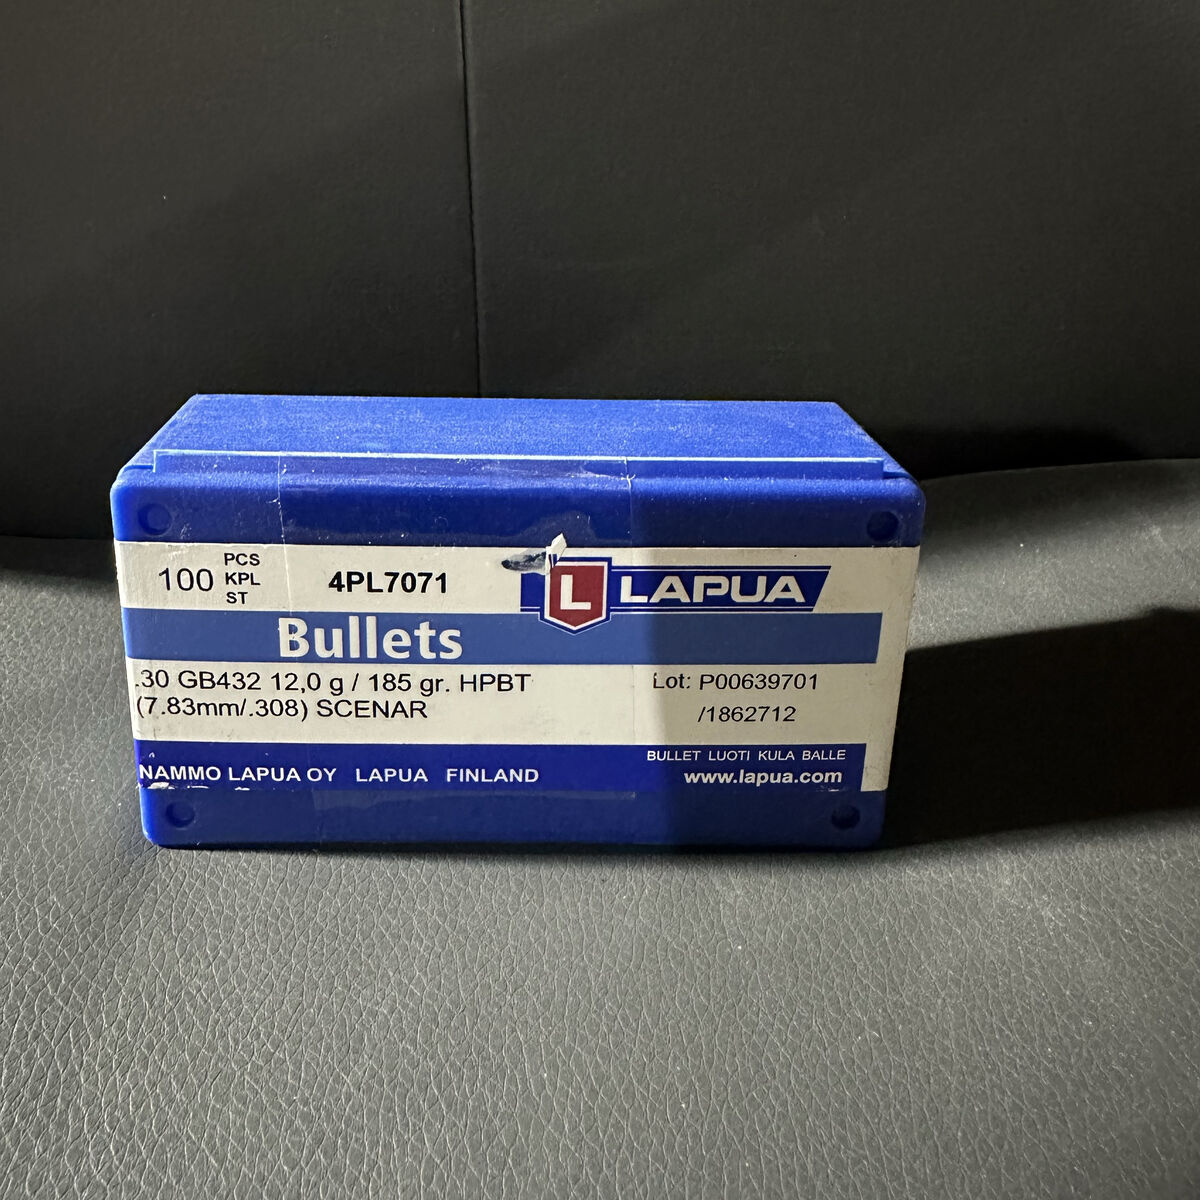 100 PCS
KPL
ST
4PL7071
L LAPUA
Bullets
.30 GB432 12,0 g / 185 gr. HPBT
(7.83mm/.308) SCENAR
Lot: P00639701
/1862712
BULLET LUOTI KULA BALLE
NAMMO LAPUA OY LAPUA FINLAND
www.lapua.com